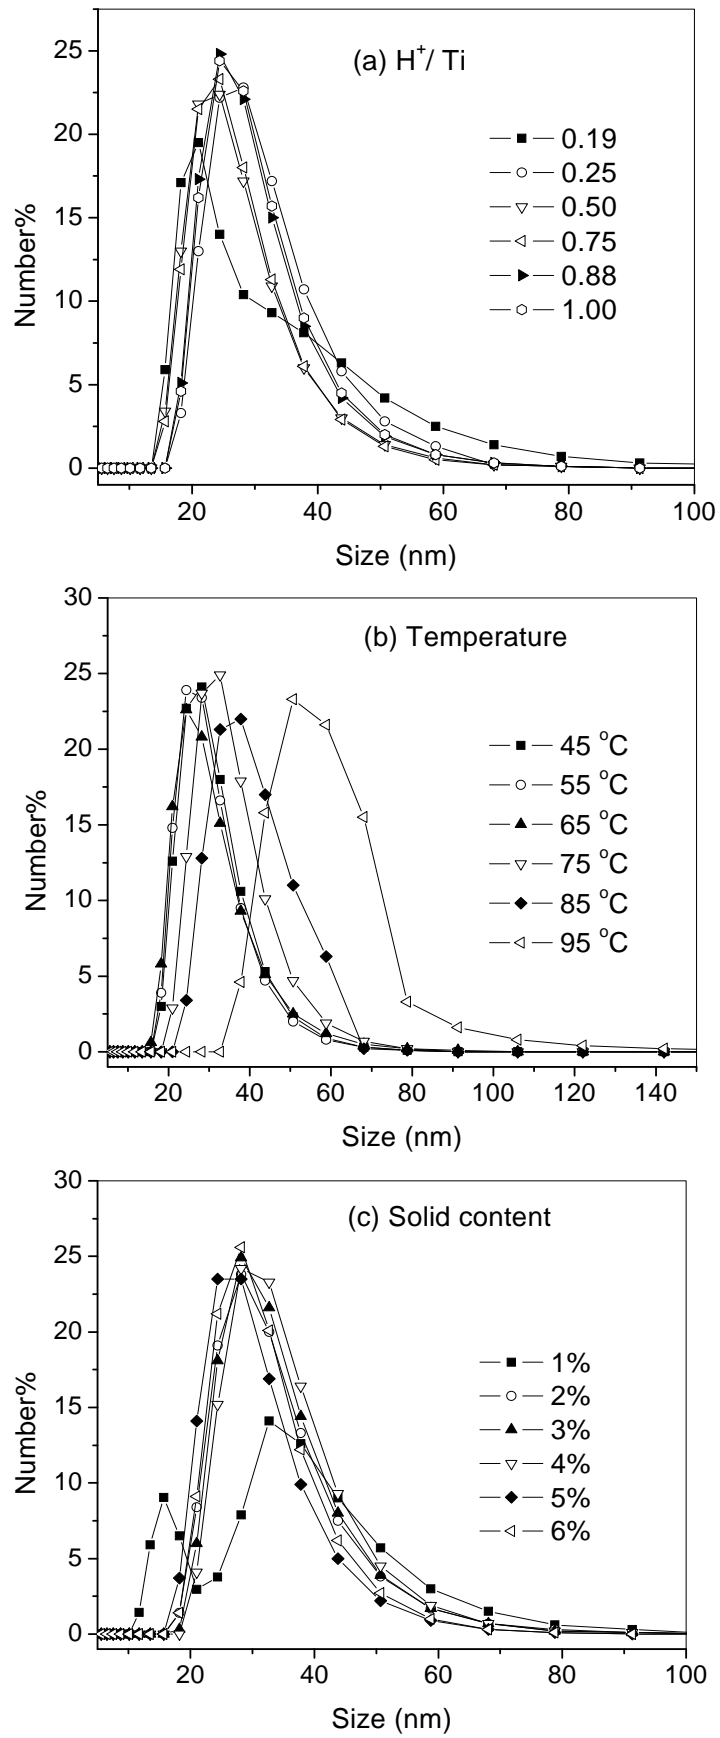 (a) H⁺/ Ti
25
20
15
10
5
0
Number%
0.19
0.25
0.50
0.75
0.88
1.00
20 40 60 80 100
Size (nm)
30
25
20
15
10
5
0
Number%
(b) Temperature
45 °C
55 °C
65 °C
75 °C
85 °C
95 °C
20 40 60 80 100 120 140
Size (nm)
30
25
20
15
10
5
0
Number%
(c) Solid content
1%
2%
3%
4%
5%
6%
20 40 60 80 100
Size (nm)